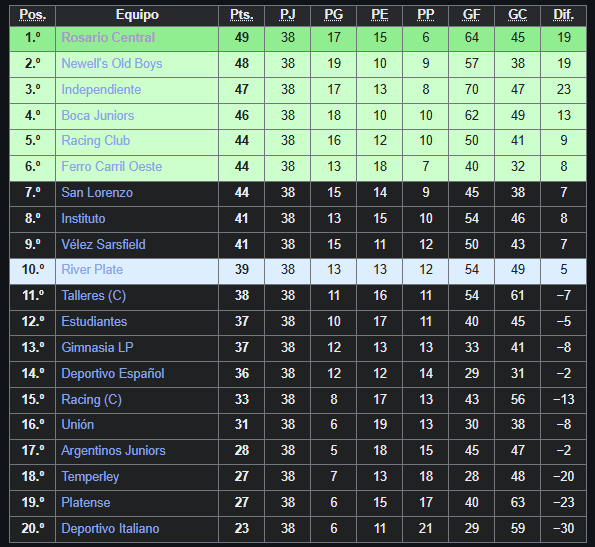 Pos. Equipo Pts. PJ PG PE PP GF GC Dif.
1.º Rosario Central 49 38 17 15 6 64 45 19
2.º Newell's Old Boys 48 38 19 10 9 57 38 19
3.º Independiente 47 38 17 13 8 70 47 23
4.º Boca Juniors 46 38 18 10 10 62 49 13
5.º Racing Club 44 38 16 12 10 50 41 9
6.º Ferro Carril Oeste 44 38 13 18 7 40 32 8
7.º San Lorenzo 44 38 15 14 9 45 38 7
8.º Instituto 41 38 13 15 10 54 46 8
9.º Vélez Sarsfield 41 38 15 11 12 50 43 7
10.º River Plate 39 38 13 13 12 54 49 5
11.º Talleres (C) 38 38 11 16 11 54 61 −7
12.º Estudiantes 37 38 10 17 11 40 45 −5
13.º Gimnasia LP 37 38 12 13 13 33 41 −8
14.º Deportivo Español 36 38 12 12 14 29 31 −2
15.º Racing (C) 33 38 8 17 13 43 56 −13
16.º Unión 31 38 6 19 13 30 38 −8
17.º Argentinos Juniors 28 38 5 18 15 45 47 −2
18.º Temperley 27 38 7 13 18 28 48 −20
19.º Platense 27 38 6 15 17 40 63 −23
20.º Deportivo Italiano 23 38 6 11 21 29 59 −30